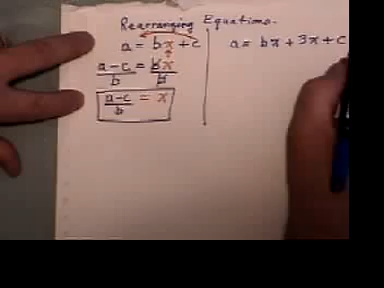 Rearranging Equations.
a = bx + c
a-c/b = bx/b
a-c/b = x
a = bx + 3x + c